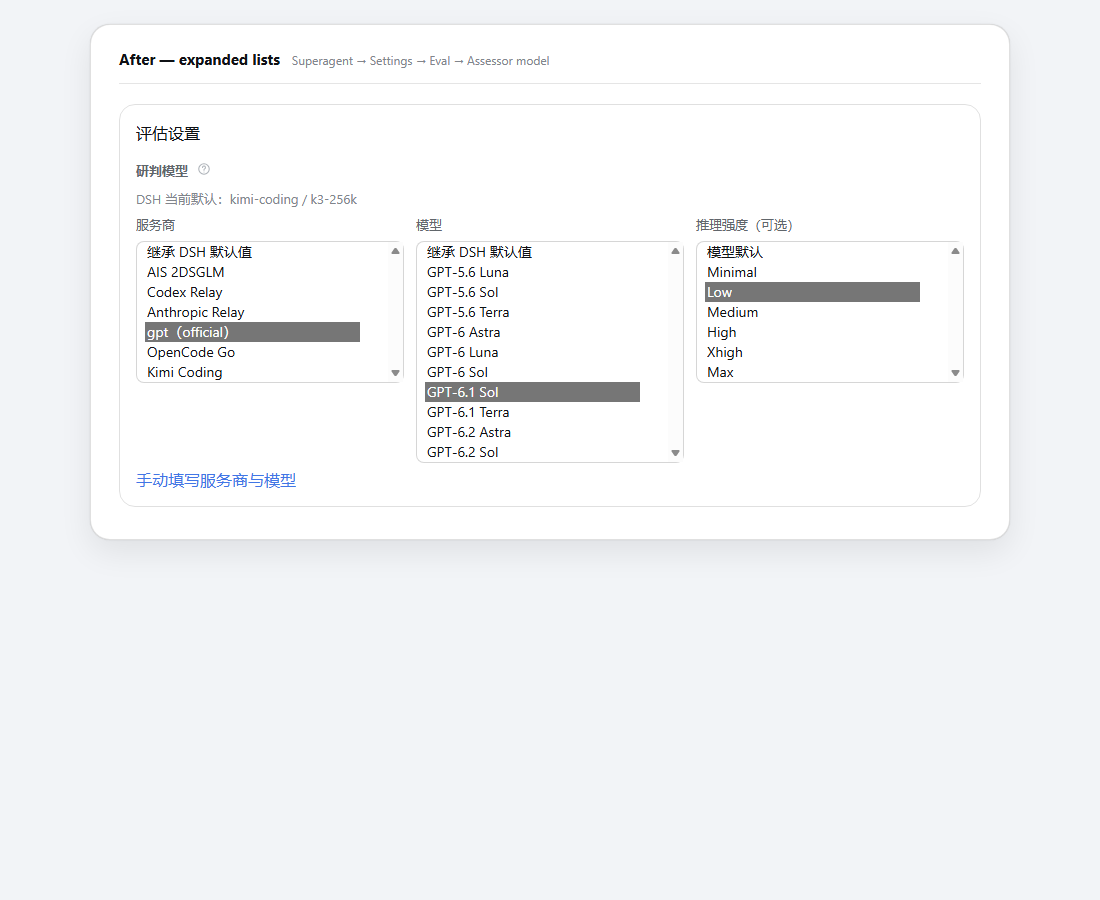 After — expanded lists Superagent → Settings → Eval → Assessor model
评估设置
研判模型
DSH 当前默认：kimi-coding / k3-256k
服务商
继承 DSH 默认值
AIS 2DSGLM
Codex Relay
Anthropic Relay
gpt（official）
OpenCode Go
Kimi Coding
模型
继承 DSH 默认值
GPT-5.6 Luna
GPT-5.6 Sol
GPT-5.6 Terra
GPT-6 Astra
GPT-6 Luna
GPT-6 Sol
GPT-6.1 Sol
GPT-6.1 Terra
GPT-6.2 Astra
GPT-6.2 Sol
推理强度（可选）
模型默认
Minimal
Low
Medium
High
Xhigh
Max
手动填写服务商与模型